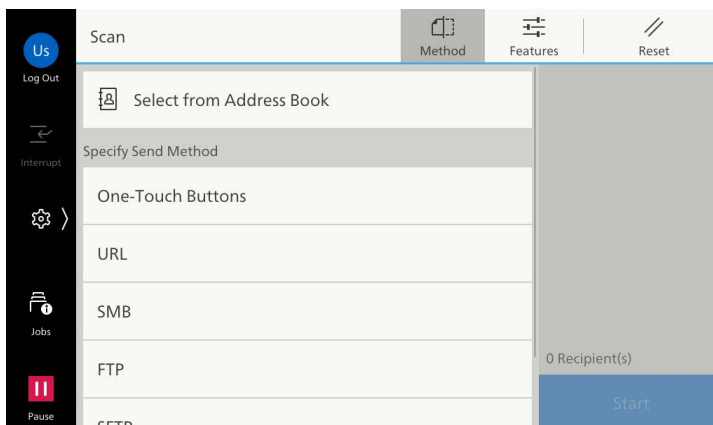 Us
Log Out
Interrupt
Jobs
Pause
Scan
Method
Features
Reset
Select from Address Book
Specify Send Method
One-Touch Buttons
URL
SMB
FTP
SFTP
0 Recipient(s)
Start